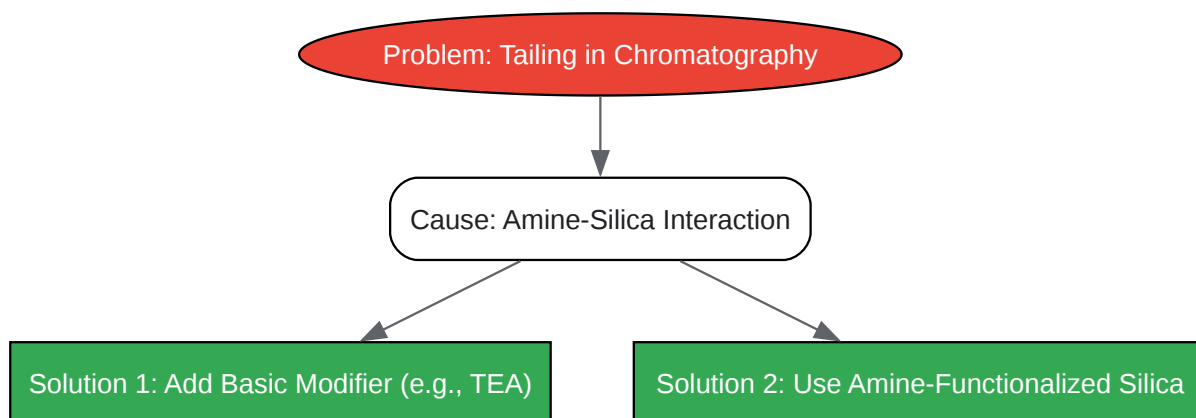 Problem: Tailing in Chromatography
Cause: Amine-Silica Interaction
Solution 1: Add Basic Modifier (e.g., TEA)
Solution 2: Use Amine-Functionalized Silica